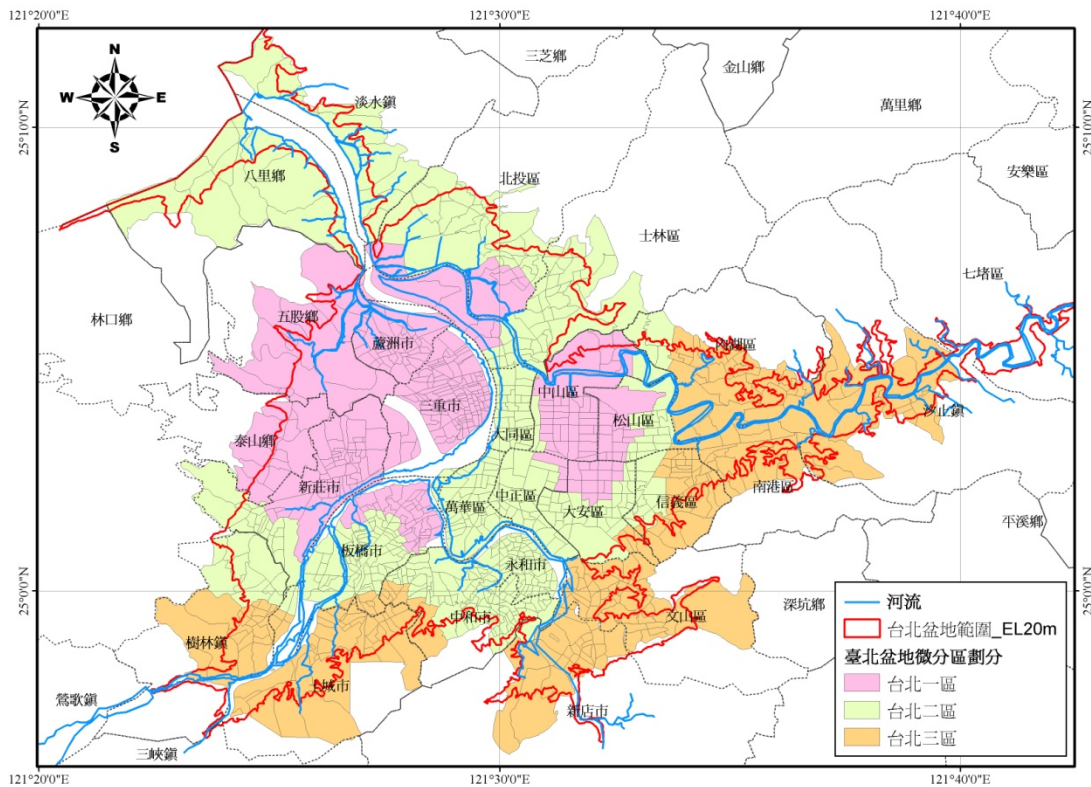 121°20'0"E
121°30'0"E
121°40'0"E
N
W
E
S
三芝鄉
金山鄉
淡水鎮
萬里鄉
25°10'0"N
25°10'0"N
安樂區
八里鄉
北投區
士林區
七堵區
林口鄉
五股鄉
蘆洲市
內湖區
中山區
三重市
松山區
汐止鎮
大同區
泰山鄉
新莊市
中正區
萬華區
大安區
信義區
南港區
平溪鄉
板橋市
永和市
25°0'0"N
25°0'0"N
深坑鄉
中和市
文山區
樹林鎮
土城市
鶯歌鎮
新店市
三峽鎮
河流
台北盆地範圍_EL20m
臺北盆地微分區劃分
台北一區
台北二區
台北三區
121°20'0"E
121°30'0"E
121°40'0"E